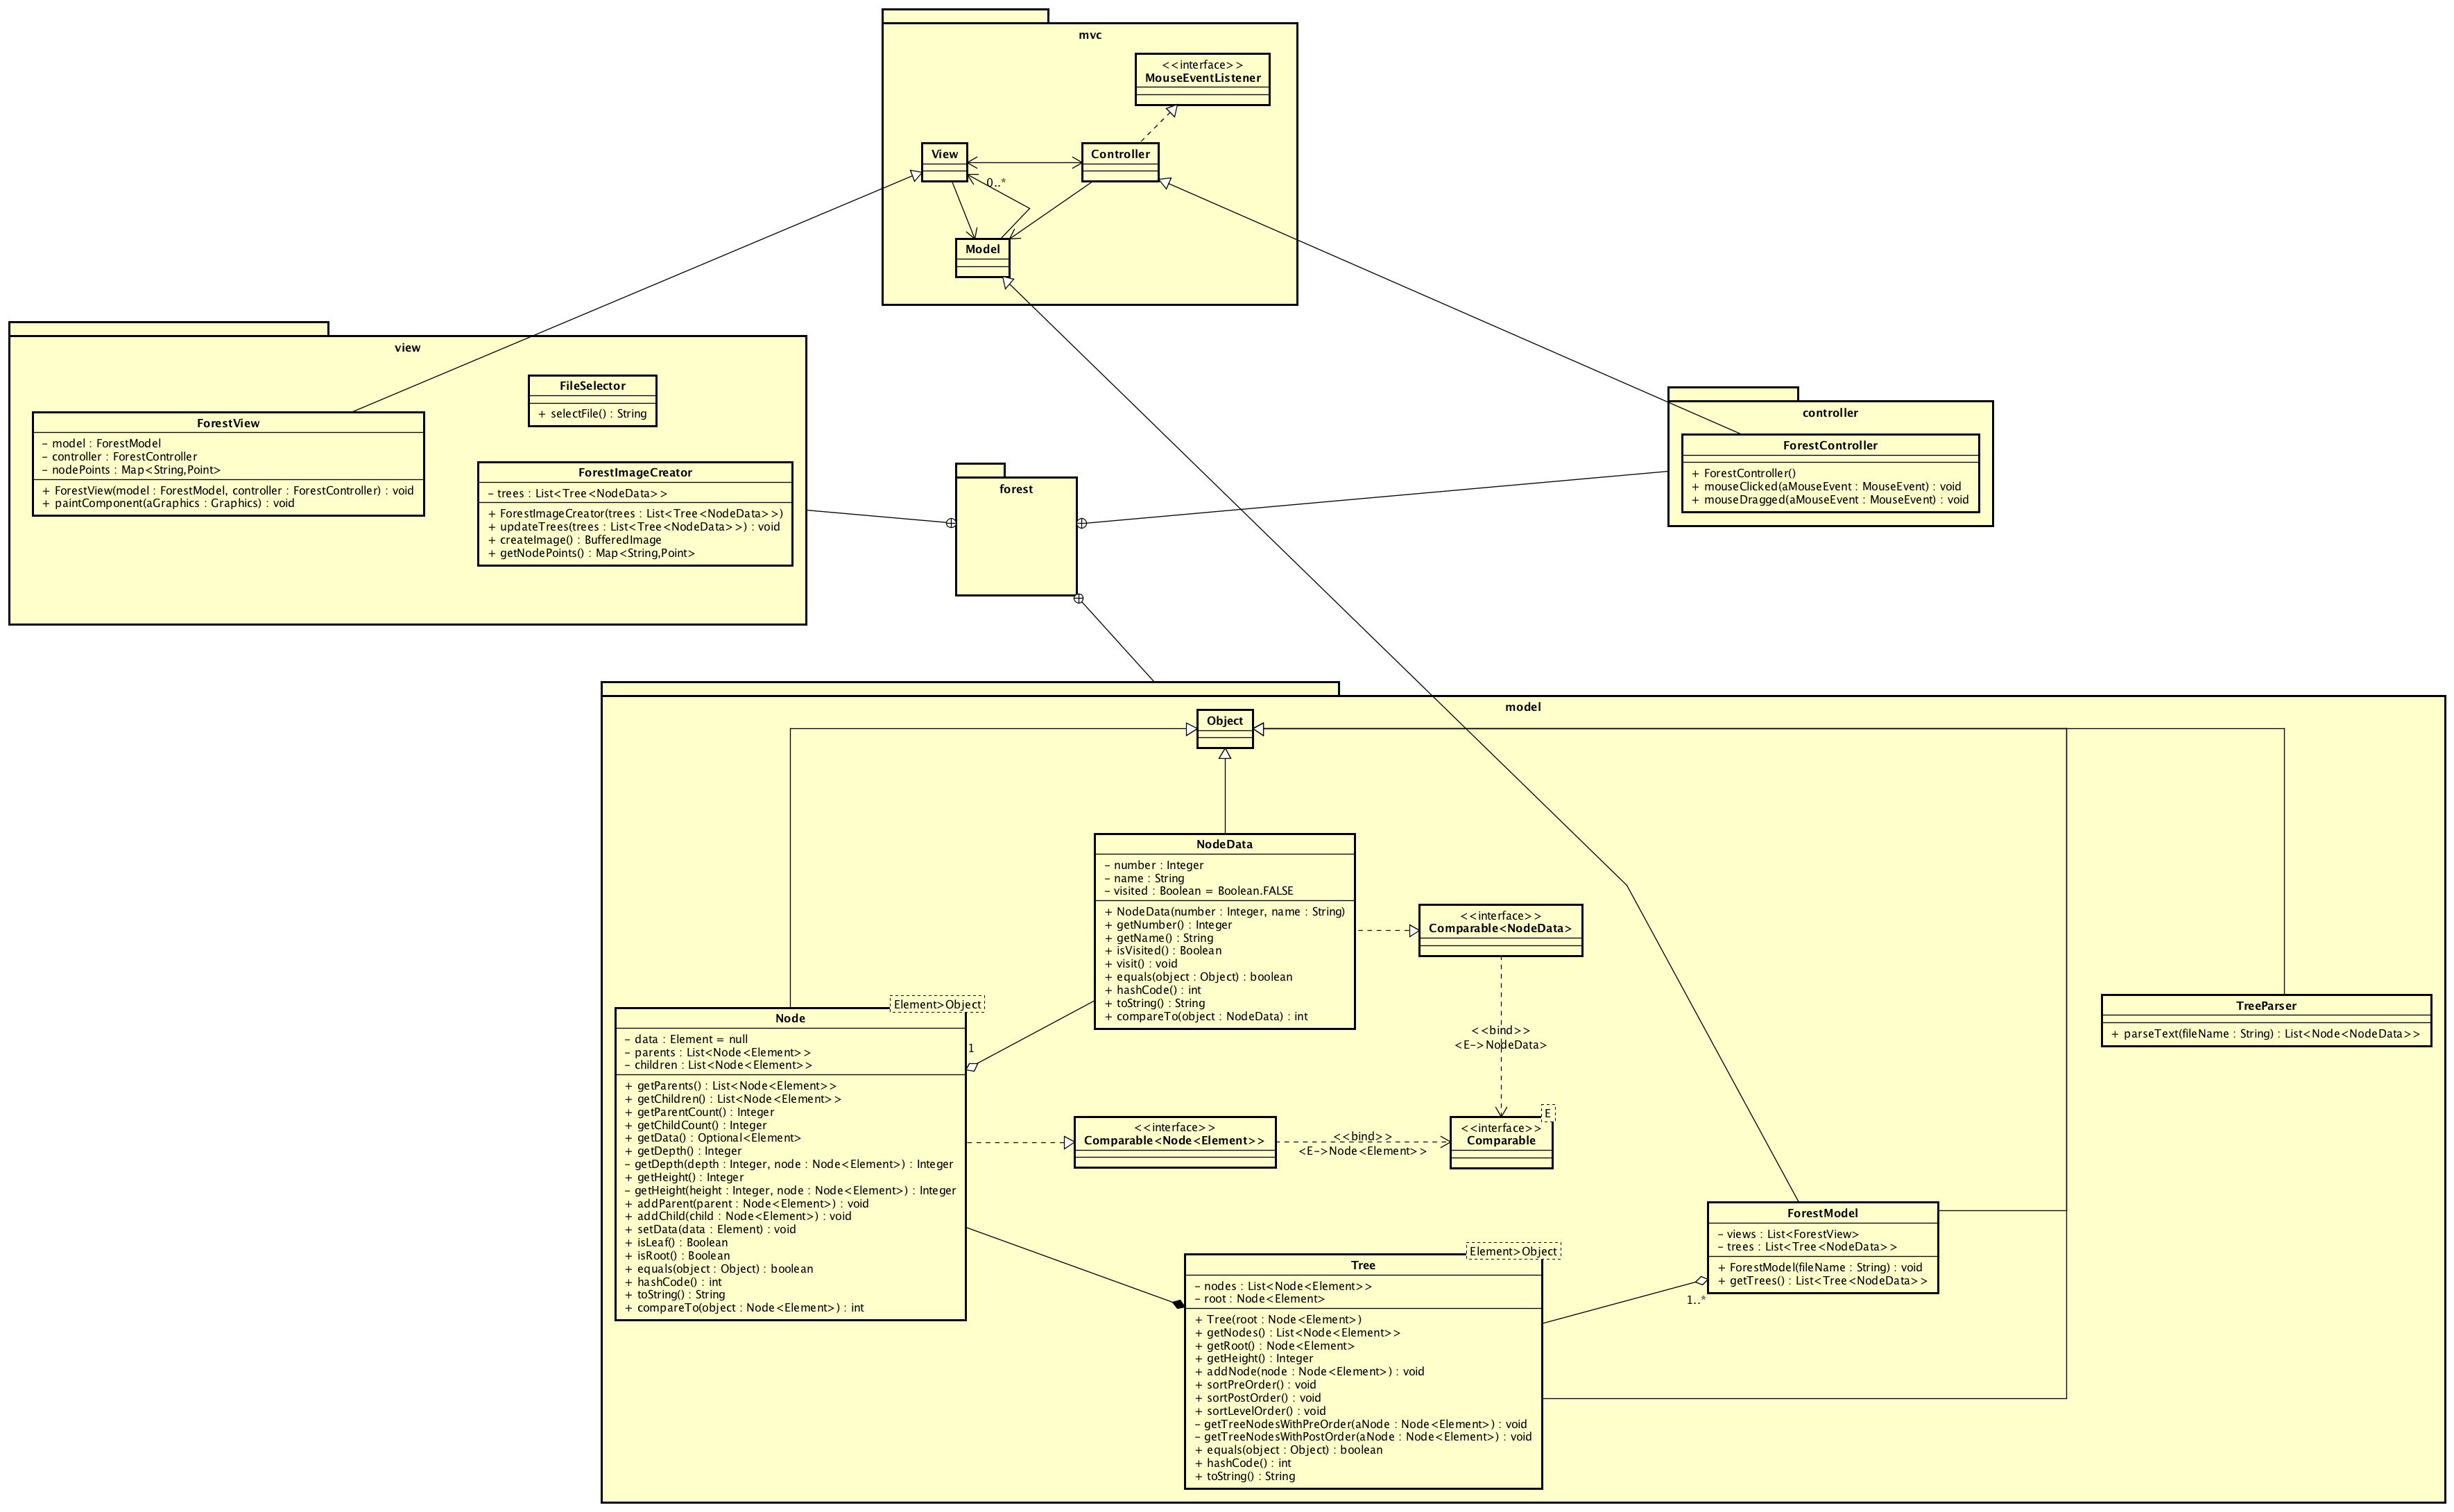 mvc
<<interface>>
MouseEventListener
View
Controller
0..*
Model
view
FileSelector
+ selectFile() : String
ForestView
– model : ForestModel
– controller : ForestController
– nodePoints : Map<String,Point>
+ ForestView(model : ForestModel, controller : ForestController) : void
+ paintComponent(aGraphics : Graphics) : void
ForestImageCreator
– trees : List<Tree<NodeData>>
+ ForestImageCreator(trees : List<Tree<NodeData>>)
+ updateTrees(trees : List<Tree<NodeData>>) : void
+ createImage() : BufferedImage
+ getNodePoints() : Map<String,Point>
forest
controller
ForestController
+ ForestController()
+ mouseClicked(aMouseEvent : MouseEvent) : void
+ mouseDragged(aMouseEvent : MouseEvent) : void
model
Object
NodeData
– number : Integer
– name : String
– visited : Boolean = Boolean.FALSE
+ NodeData(number : Integer, name : String)
+ getNumber() : Integer
+ getName() : String
+ isVisited() : Boolean
+ visit() : void
+ equals(object : Object) : boolean
+ hashCode() : int
+ toString() : String
+ compareTo(object : NodeData) : int
<<interface>>
Comparable<NodeData>
<<bind>>
<E->NodeData>
TreeParser
+ parseText(fileName : String) : List<Node<NodeData>>
Element>Object
Node
– data : Element = null
– parents : List<Node<Element>>
– children : List<Node<Element>>
+ getParents() : List<Node<Element>>
+ getChildren() : List<Node<Element>>
+ getParentCount() : Integer
+ getChildCount() : Integer
+ getData() : Optional<Element>
+ getDepth() : Integer
– getDepth(depth : Integer, node : Node<Element>) : Integer
+ getHeight() : Integer
– getHeight(height : Integer, node : Node<Element>) : Integer
+ addParent(parent : Node<Element>) : void
+ addChild(child : Node<Element>) : void
+ setData(data : Element) : void
+ isLeaf() : Boolean
+ isRoot() : Boolean
+ equals(object : Object) : boolean
+ hashCode() : int
+ toString() : String
+ compareTo(object : Node<Element>) : int
1
<<interface>>
Comparable<Node<Element>>
<<bind>>
<E->Node<Element>>
E
<<interface>>
Comparable
ForestModel
– views : List<ForestView>
– trees : List<Tree<NodeData>>
+ ForestModel(fileName : String) : void
+ getTrees() : List<Tree<NodeData>>
1..*
Element>Object
Tree
– nodes : List<Node<Element>>
– root : Node<Element>
+ Tree(root : Node<Element>)
+ getNodes() : List<Node<Element>>
+ getRoot() : Node<Element>
+ getHeight() : Integer
+ addNode(node : Node<Element>) : void
+ sortPreOrder() : void
+ sortPostOrder() : void
+ sortLevelOrder() : void
– getTreeNodesWithPreOrder(aNode : Node<Element>) : void
– getTreeNodesWithPostOrder(aNode : Node<Element>) : void
+ equals(object : Object) : boolean
+ hashCode() : int
+ toString() : String